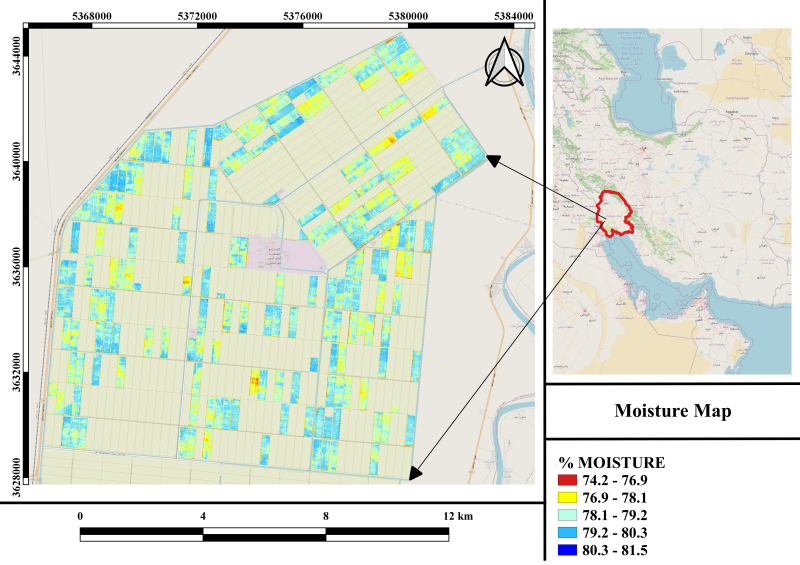 5368000 5372000 5376000 5380000 5384000
3644000
3640000
3636000
3632000
3628000
0 4 8 12 km
Moisture Map
% MOISTURE
74.2 - 76.9
76.9 - 78.1
78.1 - 79.2
79.2 - 80.3
80.3 - 81.5